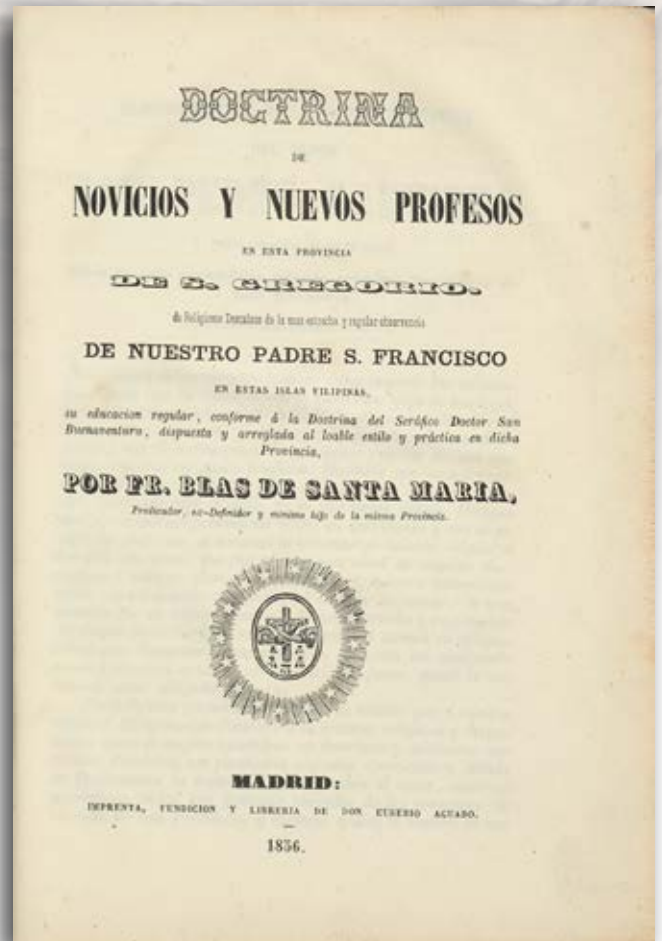 DOCTRINA
DE
NOVICIOS Y NUEVOS PROFESOS
EN ESTA PROVINCIA
DE S. GREGORIO,
de Religiosos Descalzos de la mas estrecha y regular observancia
DE NUESTRO PADRE S. FRANCISCO
EN ESTAS ISLAS FILIPINAS,
su educacion regular, conforme á la Doctrina del Seráfico Doctor San
Buenaventura, dispuesta y arreglada al loable estilo y práctica en dicha
Provincia,
POR FR. BLAS DE SANTA MARIA,
Predicador, ex-Definidor y mínimo hijo de la misma Provincia.
MADRID:
IMPRENTA, FUNDICION Y LIBRERIA DE DON EUSEBIO AGUADO.
1856.